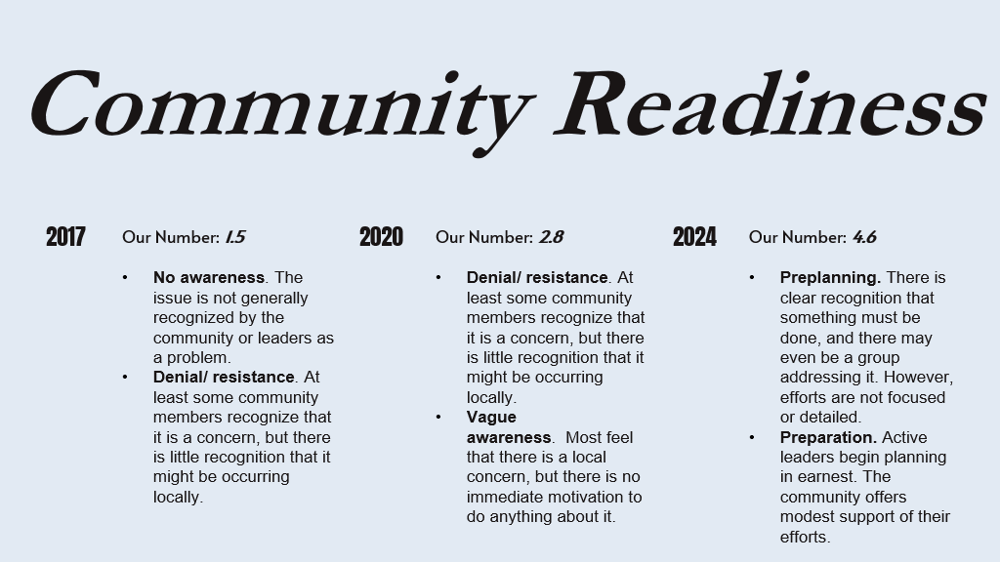 Community Readiness
2017
Our Number: 1.5
• No awareness. The
issue is not generally
recognized by the
community or leaders as
a problem.
• Denial/ resistance. At
least some community
members recognize that
it is a concern, but there
is little recognition that it
might be occurring
locally.
2020
Our Number: 2.8
• Denial/ resistance. At
least some community
members recognize that
it is a concern, but there
is little recognition that it
might be occurring
locally.
• Vague
awareness.  Most feel
that there is a local
concern, but there is no
immediate motivation to
do anything about it.
2024
Our Number: 4.6
• Preplanning. There is
clear recognition that
something must be
done, and there may
even be a group
addressing it. However,
efforts are not focused
or detailed.
• Preparation. Active
leaders begin planning
in earnest. The
community offers
modest support of their
efforts.